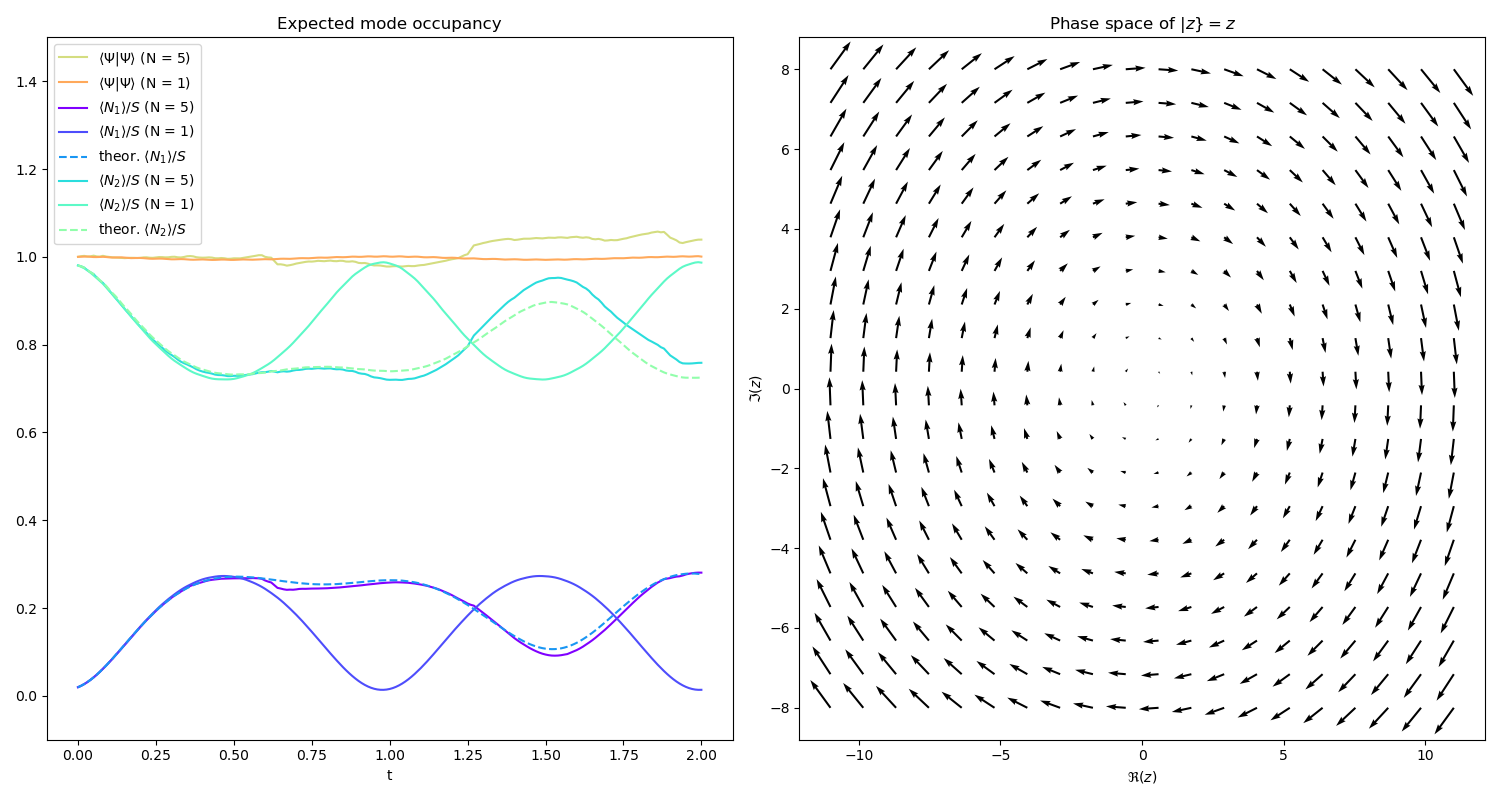 Expected mode occupancy
⟨Ψ|Ψ⟩ (N = 5)
⟨Ψ|Ψ⟩ (N = 1)
⟨N₁⟩/S (N = 5)
⟨N₁⟩/S (N = 1)
theor. ⟨N₁⟩/S
⟨N₂⟩/S (N = 5)
⟨N₂⟩/S (N = 1)
theor. ⟨N₂⟩/S
1.4
1.2
1.0
0.8
0.6
0.4
0.2
0.0
0.00 0.25 0.50 0.75 1.00 1.25 1.50 1.75 2.00
t
Phase space of |z} = z
8
6
4
2
0
−2
−4
−6
−8
ℑ(z)
−10 −5 0 5 10
ℜ(z)